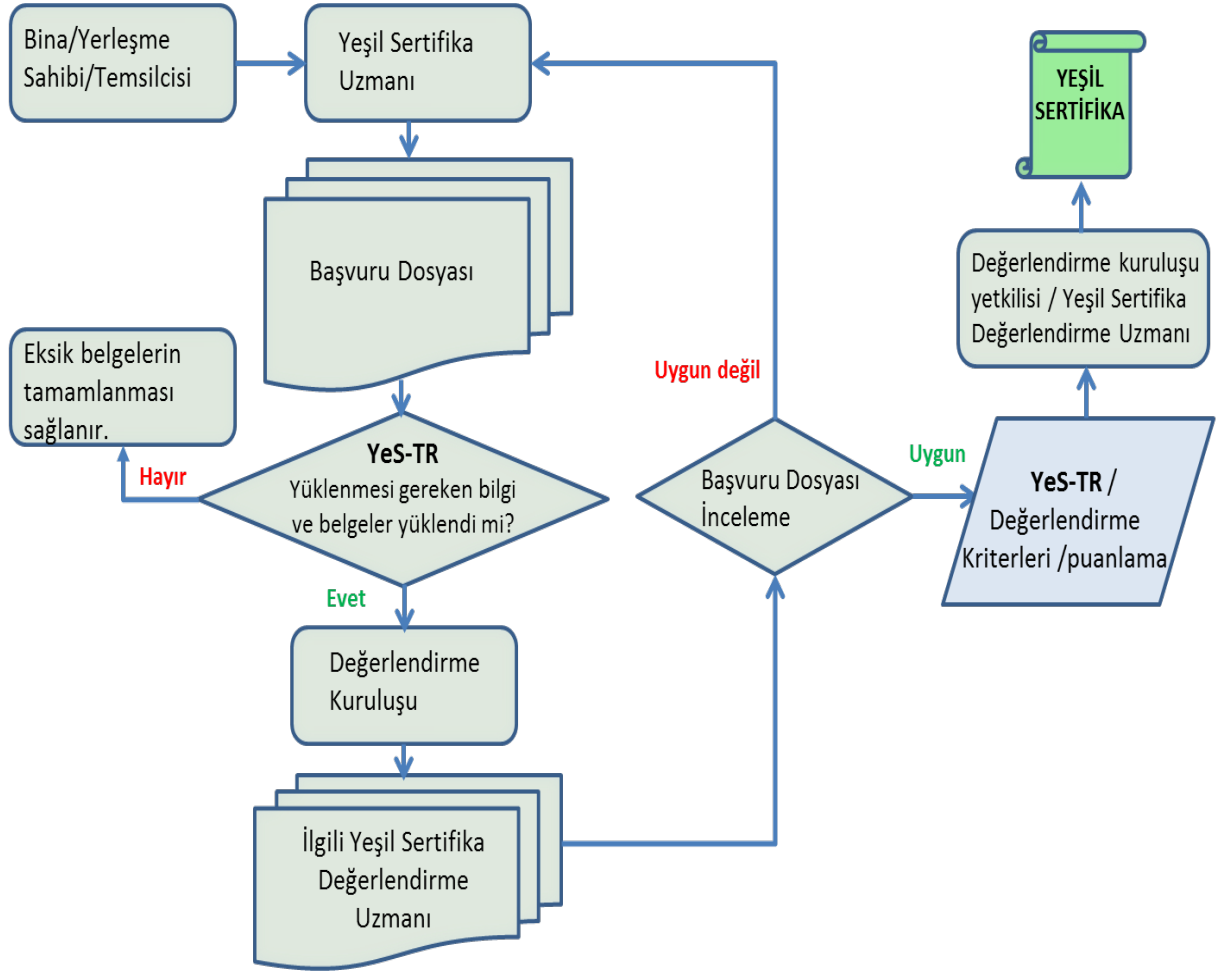 Bina/Yerleşme
Sahibi/Temsilcisi
Yeşil Sertifika
Uzmanı
Başvuru Dosyası
Eksik belgelerin
tamamlanması
sağlanır.
Hayır
YeS-TR
Yüklenmesi gereken bilgi
ve belgeler yüklendi mi?
Evet
Değerlendirme
Kuruluşu
İlgili Yeşil Sertifika
Değerlendirme
Uzmanı
Uygun değil
Başvuru Dosyası
İnceleme
Uygun
YeS-TR /
Değerlendirme
Kriterleri /puanlama
Değerlendirme kuruluşu
yetkilisi / Yeşil Sertifika
Değerlendirme Uzmanı
YEŞİL
SERTİFİKA